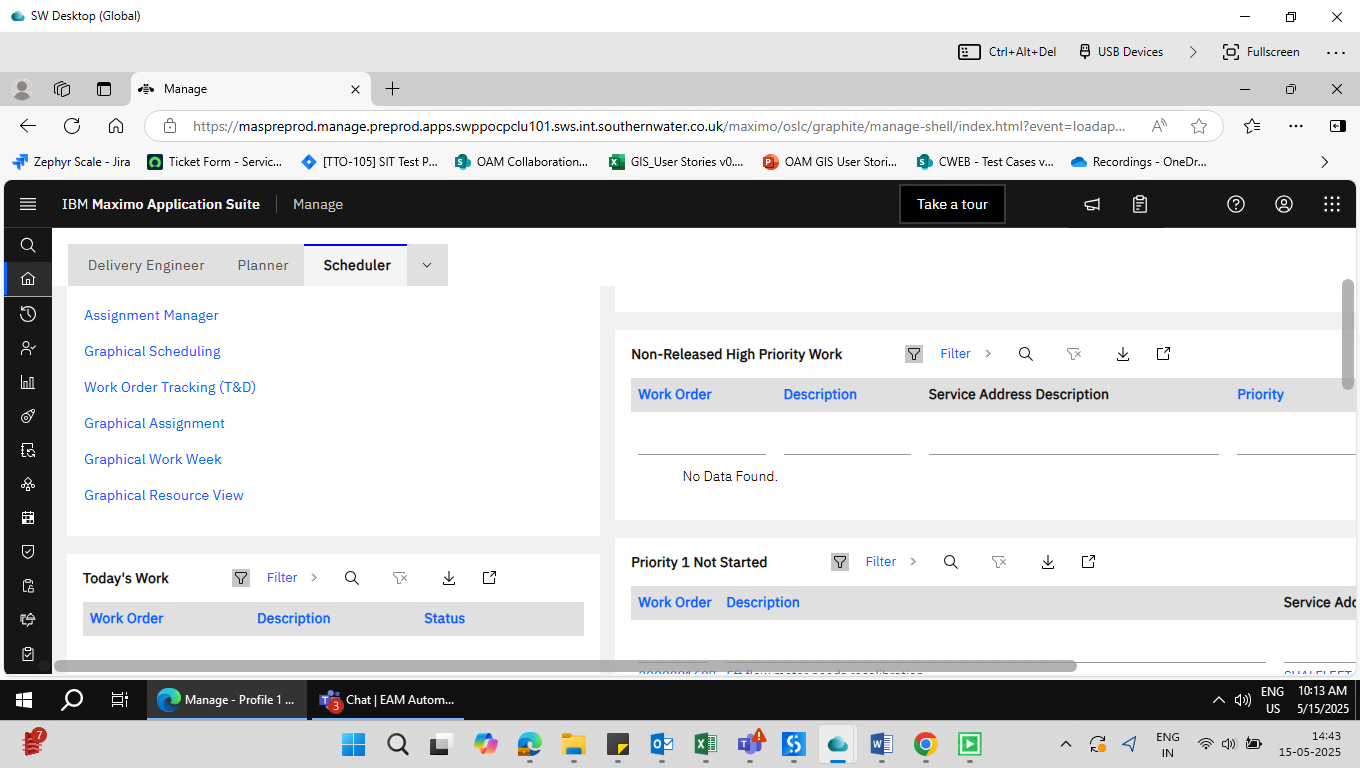 SW Desktop (Global)
Ctrl+Alt+Del
USB Devices
Fullscreen
Manage
https://maspreprod.manage.preprod.apps.swppocpclu101.sws.int.southernwater.co.uk/maximo/oslc/graphite/manage-shell/index.html?event=loadap...
Zephyr Scale - Jira
Ticket Form - Servic...
[TTO-105] SIT Test P...
OAM Collaboration...
GIS_User Stories v0....
OAM GIS User Stori...
CWEB - Test Cases v...
Recordings - OneDr...
IBM Maximo Application Suite
Manage
Take a tour
Delivery Engineer
Planner
Scheduler
Assignment Manager
Graphical Scheduling
Work Order Tracking (T&D)
Graphical Assignment
Graphical Work Week
Graphical Resource View
Non-Released High Priority Work
Filter
Work Order
Description
Service Address Description
Priority
No Data Found.
Today's Work
Filter
Work Order
Description
Status
Priority 1 Not Started
Filter
Work Order
Description
Service Add
Manage - Profile 1 ...
3
Chat | EAM Autom...
ENG
US
10:13 AM
5/15/2025
7
ENG
IN
14:43
15-05-2025